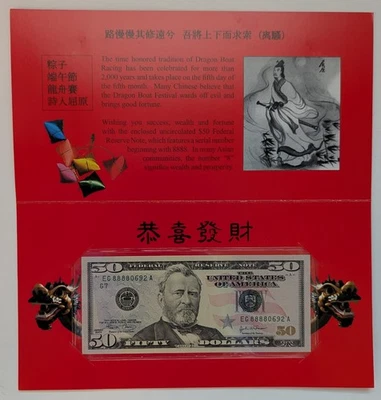 路慢慢其修遠兮 吾將上下而求索 (离騷)
粽子
端午節
龍舟賽
詩人屈原
The time honored tradition of Dragon Boat
Racing has been celebrated for more than
2,000 years and takes place on the fifth day
of the fifth month. Many Chinese believe that
the Dragon Boat Festival wards off evil and
brings good fortune.
Wishing you success, wealth and fortune
with the enclosed uncirculated $50 Federal
Reserve Note, which features a serial number
beginning with 8888. In many Asian
communities, the number "8"
signifies wealth and prosperity.
恭喜發財
50
FEDERAL RESERVE NOTE
THE UNITED STATES
OF AMERICA
EG 88880692 A
G7
EG 88880692 A
50
50
FIFTY DOLLARS
50